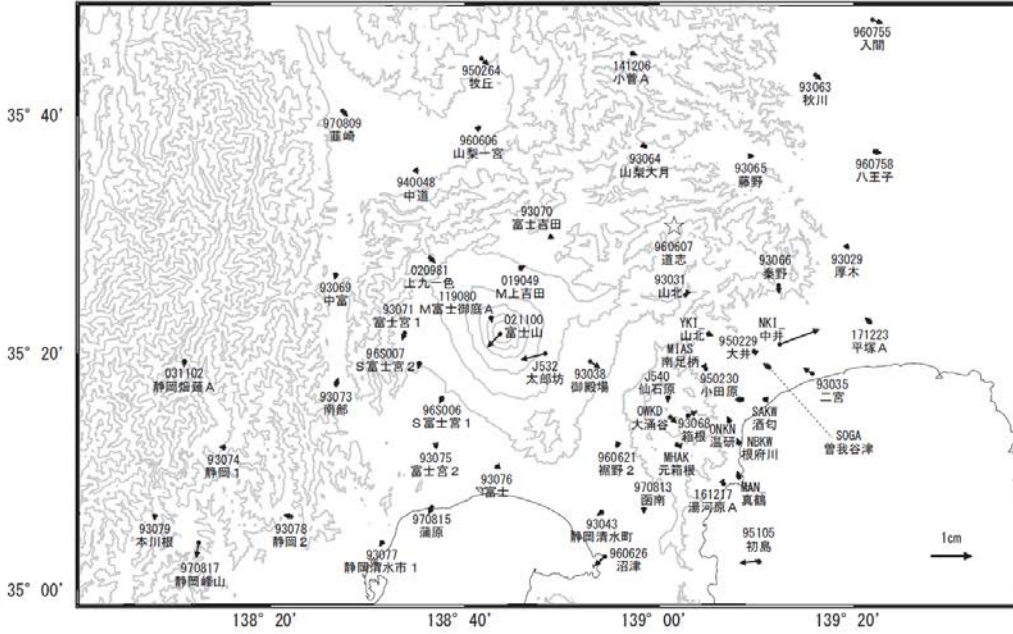 960755
入間
950264
牧丘
141206
小菅A
93063
秋川
35° 40'
970809
韮崎
960606
山梨一宮
93064
山梨大月
93065
藤野
960758
八王子
940048
中道
93070
富士吉田
960607
道志
93066
秦野
93029
厚木
020981
上九一色
019049
M上吉田
93031
山北
93069
中富
119080
M富士御庭A
93071
富士宮1
021100
富士山
YKI_
山北
NKI_
中井
171223
平塚A
35° 20'
031102
静岡畑薙A
96S007
S富士宮2
J532
太郎坊
93038
御殿場
MIAS
南足柄
950229
大井
93035
二宮
93073
南部
96S006
S富士宮1
J540
仙石原
950230
小田原
OWKD
大涌谷
93068
箱根
SAKW
酒匂
SOGA
曽我谷津
ONKN
温研
NBKW
根府川
93074
静岡1
93075
富士宮2
960621
裾野2
MHAK
元箱根
93076
富士
970813
函南
161217
湯河原A
MAN_
真鶴
93079
本川根
93078
静岡2
970815
蒲原
93043
静岡清水町
95105
初島
1cm
970817
静岡峰山
93077
静岡清水市1
960626
沼津
35° 00'
138° 20'
138° 40'
139° 00'
139° 20'